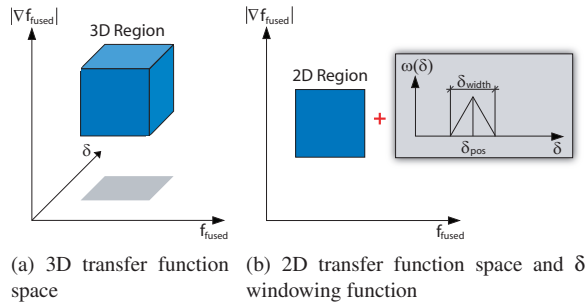 |∇f_fused|
3D Region
δ
f_fused
|∇f_fused|
2D Region
+
ω(δ)
δ_width
δ_pos
δ
f_fused
(a) 3D transfer function
space
(b) 2D transfer function space and δ
windowing function